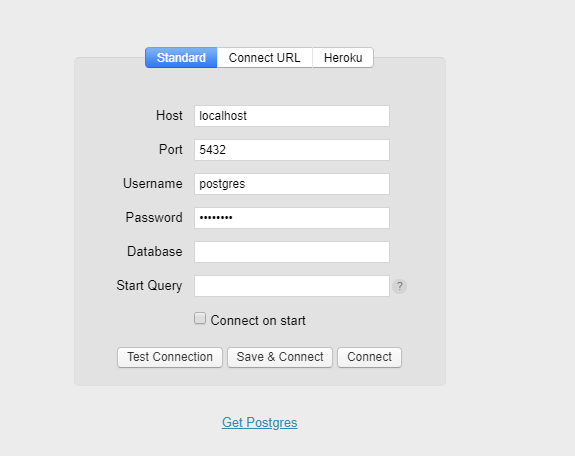 Standard Connect URL Heroku
Host localhost
Port 5432
Username postgres
Password ••••••••
Database
Start Query ?
Connect on start
Test Connection Save & Connect Connect
Get Postgres